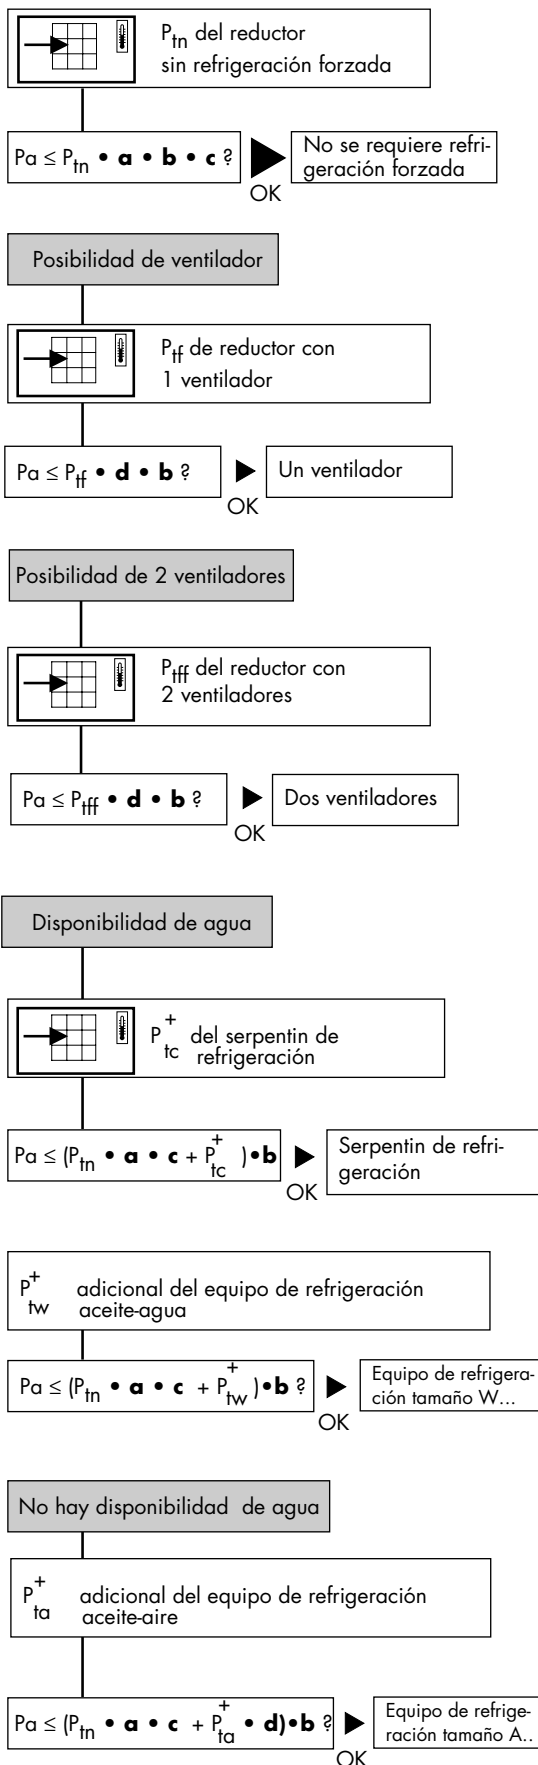 P_tn del reductor
sin refrigeración forzada
Pa ≤ P_tn • a • b • c ?
OK
No se requiere refri-
geración forzada
Posibilidad de ventilador
P_tf de reductor con
1 ventilador
Pa ≤ P_tf • d • b ?
OK
Un ventilador
Posibilidad de 2 ventiladores
P_tff del reductor con
2 ventiladores
Pa ≤ P_tff • d • b ?
OK
Dos ventiladores
Disponibilidad de agua
P^+_tc del serpentin de
refrigeración
Pa ≤ (P_tn • a • c + P^+_tc )•b
OK
Serpentin de refri-
geración
P^+_tw adicional del equipo de refrigeración
aceite-agua
Pa ≤ (P_tn • a • c + P^+_tw )•b ?
OK
Equipo de refrigera-
ción tamaño W...
No hay disponibilidad de agua
P^+_ta adicional del equipo de refrigeración
aceite-aire
Pa ≤ (P_tn • a • c + P^+_ta • d)•b ?
OK
Equipo de refrige-
ración tamaño A..